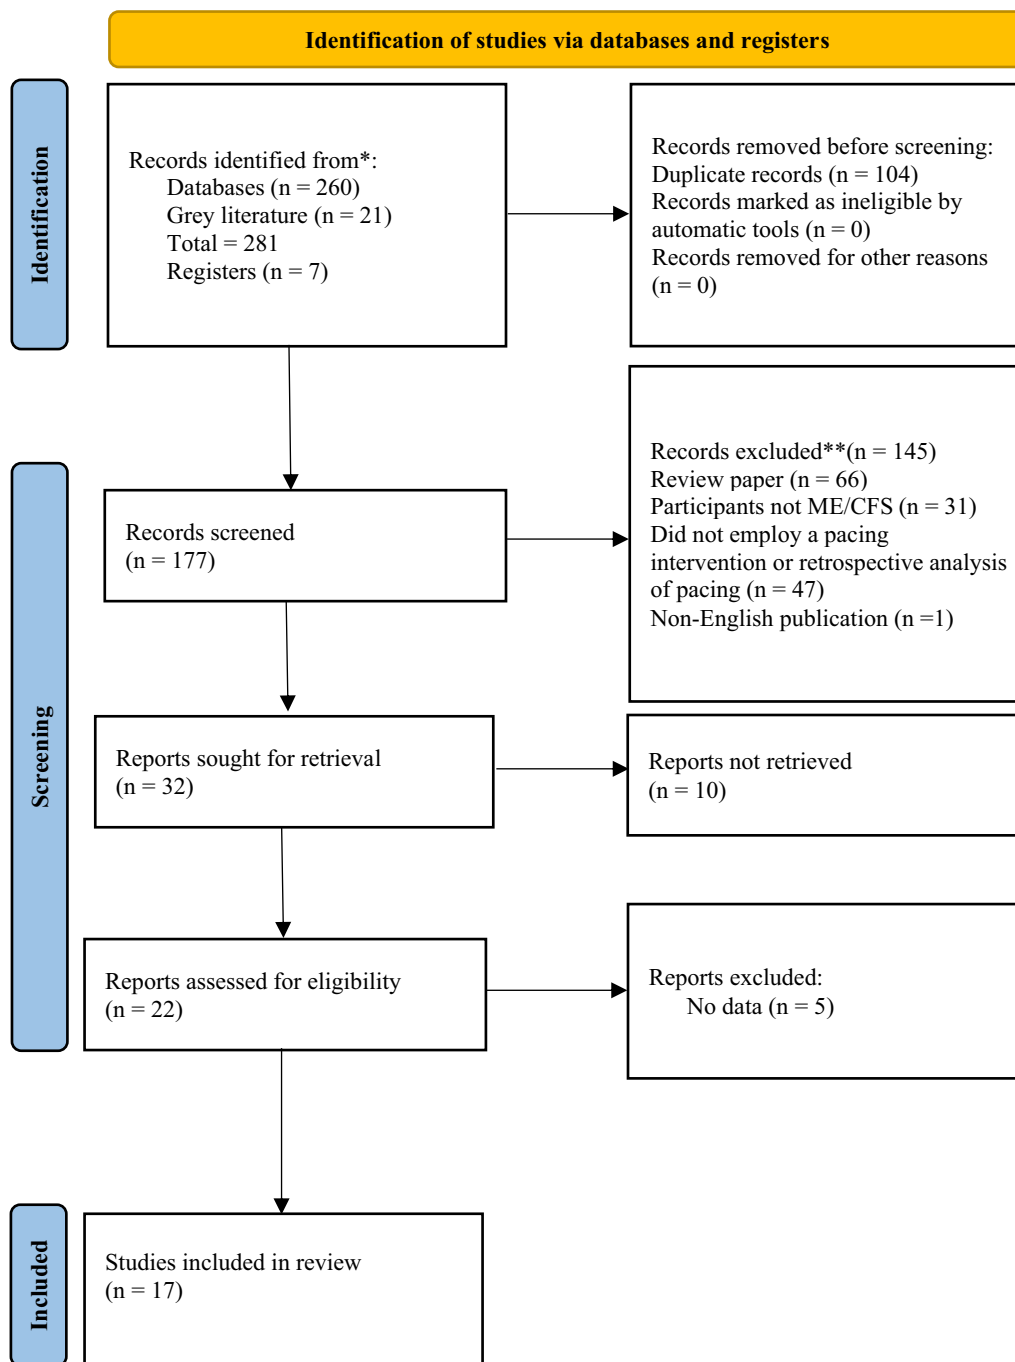 Identification of studies via databases and registers
Identification
Records identified from*:
Databases (n = 260)
Grey literature (n = 21)
Total = 281
Registers (n = 7)
Records removed before screening:
Duplicate records (n = 104)
Records marked as ineligible by
automatic tools (n = 0)
Records removed for other reasons
(n = 0)
Screening
Records screened
(n = 177)
Records excluded**(n = 145)
Review paper (n = 66)
Participants not ME/CFS (n = 31)
Did not employ a pacing
intervention or retrospective analysis
of pacing (n = 47)
Non-English publication (n =1)
Reports sought for retrieval
(n = 32)
Reports not retrieved
(n = 10)
Reports assessed for eligibility
(n = 22)
Reports excluded:
No data (n = 5)
Included
Studies included in review
(n = 17)